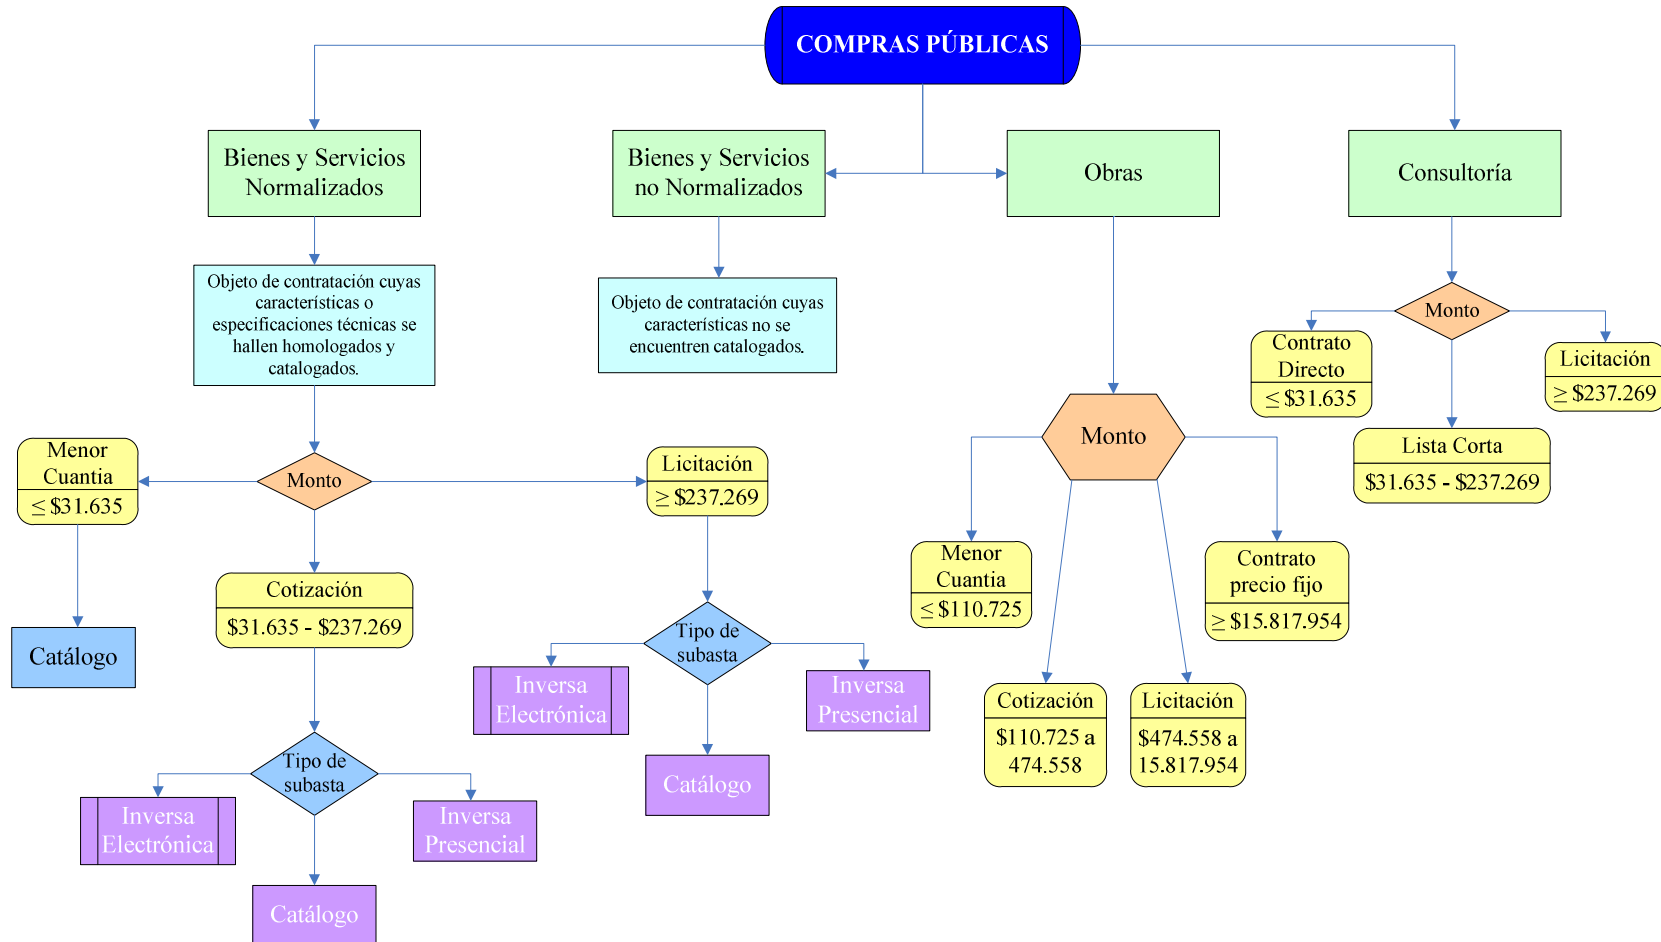 COMPRAS PÚBLICAS
Bienes y Servicios
Normalizados
Bienes y Servicios
no Normalizados
Obras
Consultoría
Objeto de contratación cuyas
característícas o
especificaciones técnicas se
hallen homologados y
catalogados.
Objeto de contratación cuyas
características no se
encuentren catalogados.
Monto
Contrato
Directo
≤ $31.635
Licitación
≥ $237.269
Lista Corta
$31.635 - $237.269
Monto
Menor
Cuantia
≤ $31.635
Monto
Licitación
≥ $237.269
Cotización
$31.635 - $237.269
Menor
Cuantia
≤ $110.725
Contrato
precio fijo
≥ $15.817.954
Catálogo
Tipo de
subasta
Inversa
Electrónica
Inversa
Presencial
Catálogo
Cotización
$110.725 a
474.558
Licitación
$474.558 a
15.817.954
Tipo de
subasta
Inversa
Electrónica
Inversa
Presencial
Catálogo